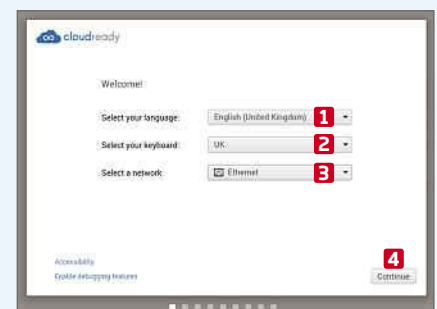 cloudready
Welcome!
Select your language: English (United Kingdom) 1
Select your keyboard: UK 2
Select a network: Ethernet 3
Accessibility
Enable debugging features
4
Continue